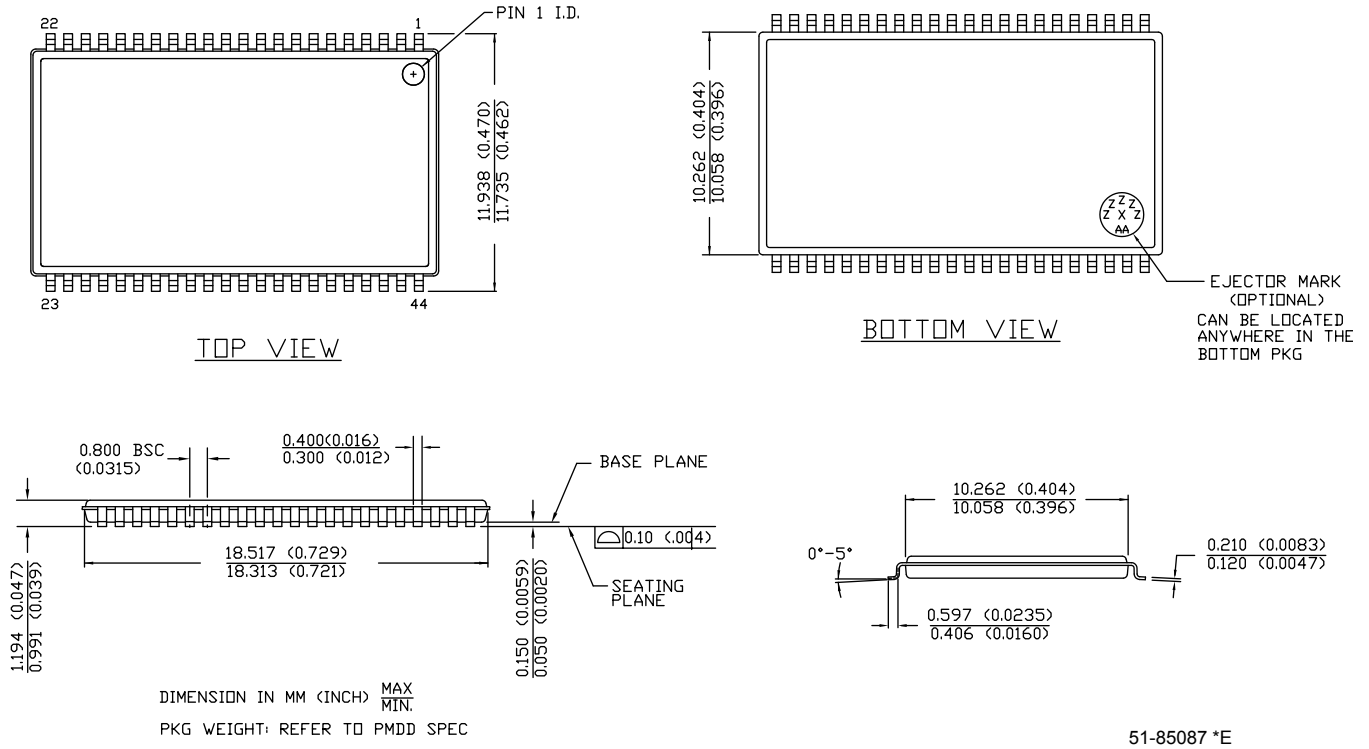 22
1
PIN 1 I.D.
11.938 (0.470)
11.735 (0.462)
23
44
TOP VIEW
10.262 (0.404)
10.058 (0.396)
Z Z Z
Z X Z
AA
EJECTOR MARK
(OPTIONAL)
CAN BE LOCATED
ANYWHERE IN THE
BOTTOM PKG
BOTTOM VIEW
0.800 BSC
(0.0315)
0.400(0.016)
0.300 (0.012)
BASE PLANE
0.10 (.004)
SEATING
PLANE
18.517 (0.729)
18.313 (0.721)
1.194 (0.047)
0.991 (0.039)
0.150 (0.0059)
0.050 (0.0020)
10.262 (0.404)
10.058 (0.396)
0°-5°
0.210 (0.0083)
0.120 (0.0047)
0.597 (0.0235)
0.406 (0.0160)
DIMENSION IN MM (INCH) MAX
MIN.
PKG WEIGHT: REFER TO PMDD SPEC
51-85087 *E